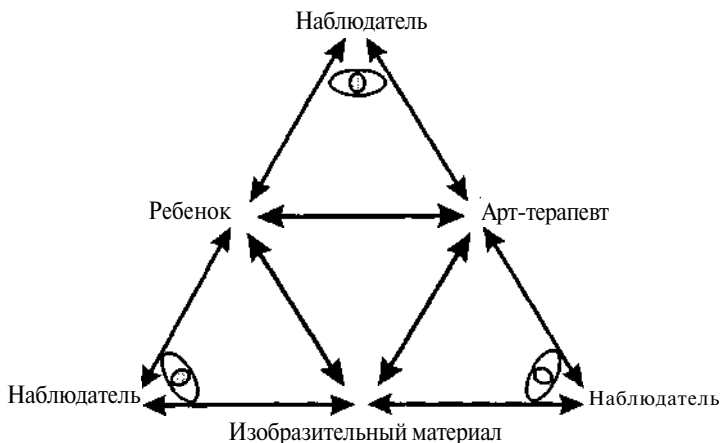 Наблюдатель
Ребенок
Арт-терапевт
Наблюдатель
Наблюдатель
Изобразительный материал